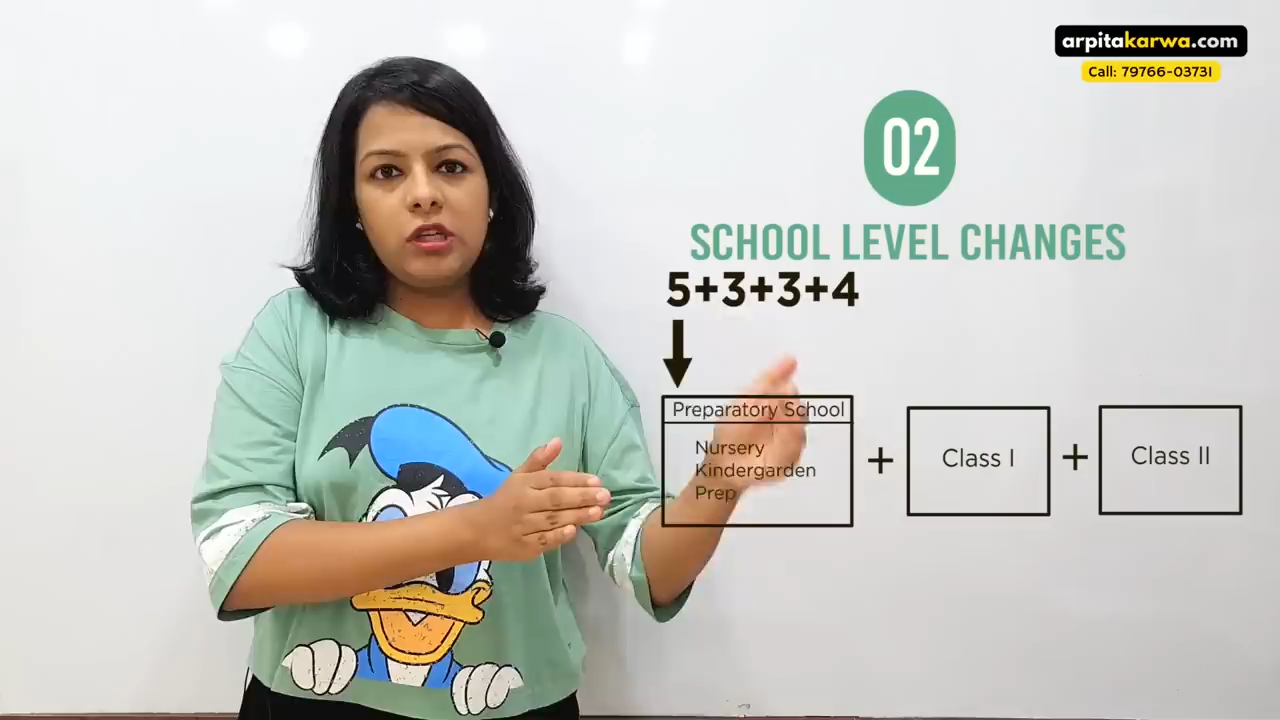 arpitakarwa.com
Call: 79766-03731
02
SCHOOL LEVEL CHANGES
5+3+3+4
Preparatory School
Nursery
Kindergarden
Prep
+
Class I
+
Class II